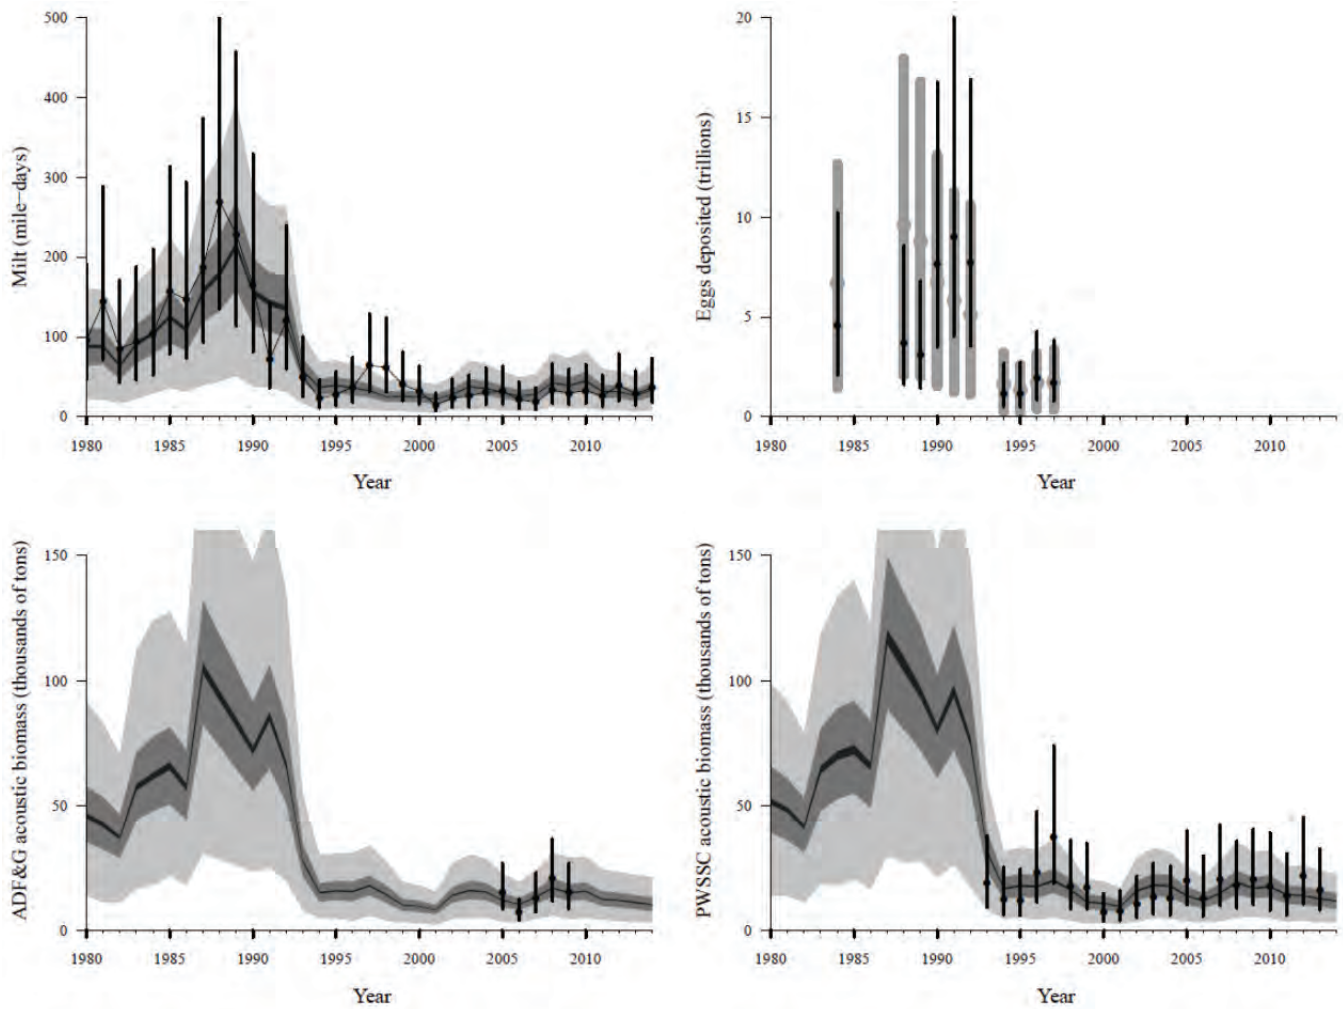 Milt (mile−days)
500
400
300
200
100
0
1980 1985 1990 1995 2000 2005 2010
Year
Eggs deposited (trillions)
20
15
10
5
0
1980 1985 1990 1995 2000 2005 2010
Year
ADF&G acoustic biomass (thousands of tons)
150
100
50
0
1980 1985 1990 1995 2000 2005 2010
Year
PWSSC acoustic biomass (thousands of tons)
150
100
50
0
1980 1985 1990 1995 2000 2005 2010
Year